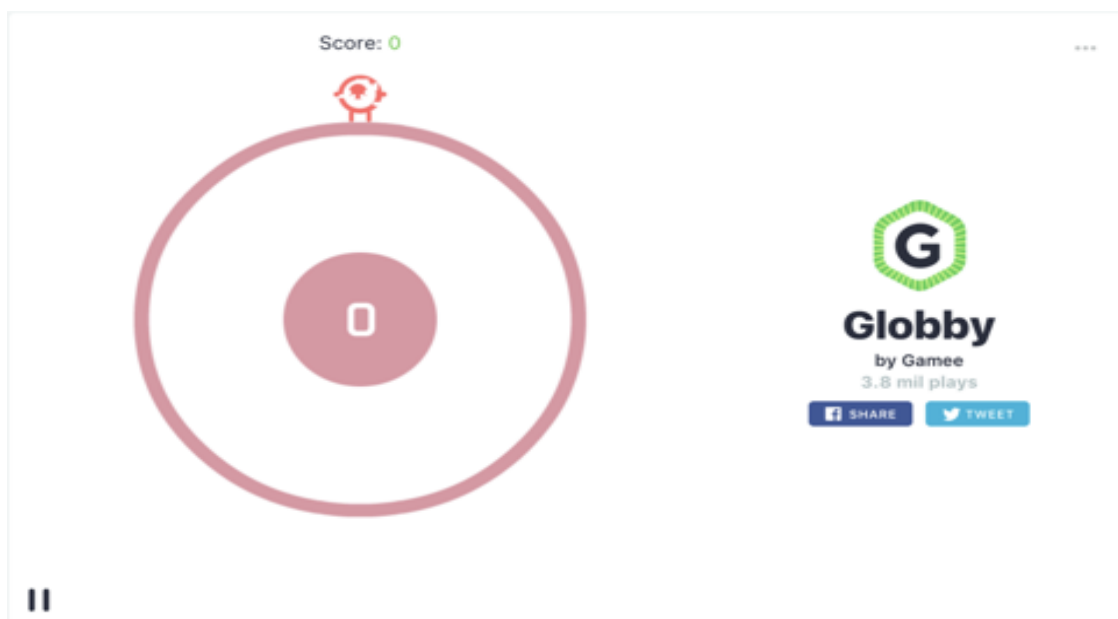 Score: 0
0
G
Globby
by Gamee
3.8 mil plays
SHARE
TWEET